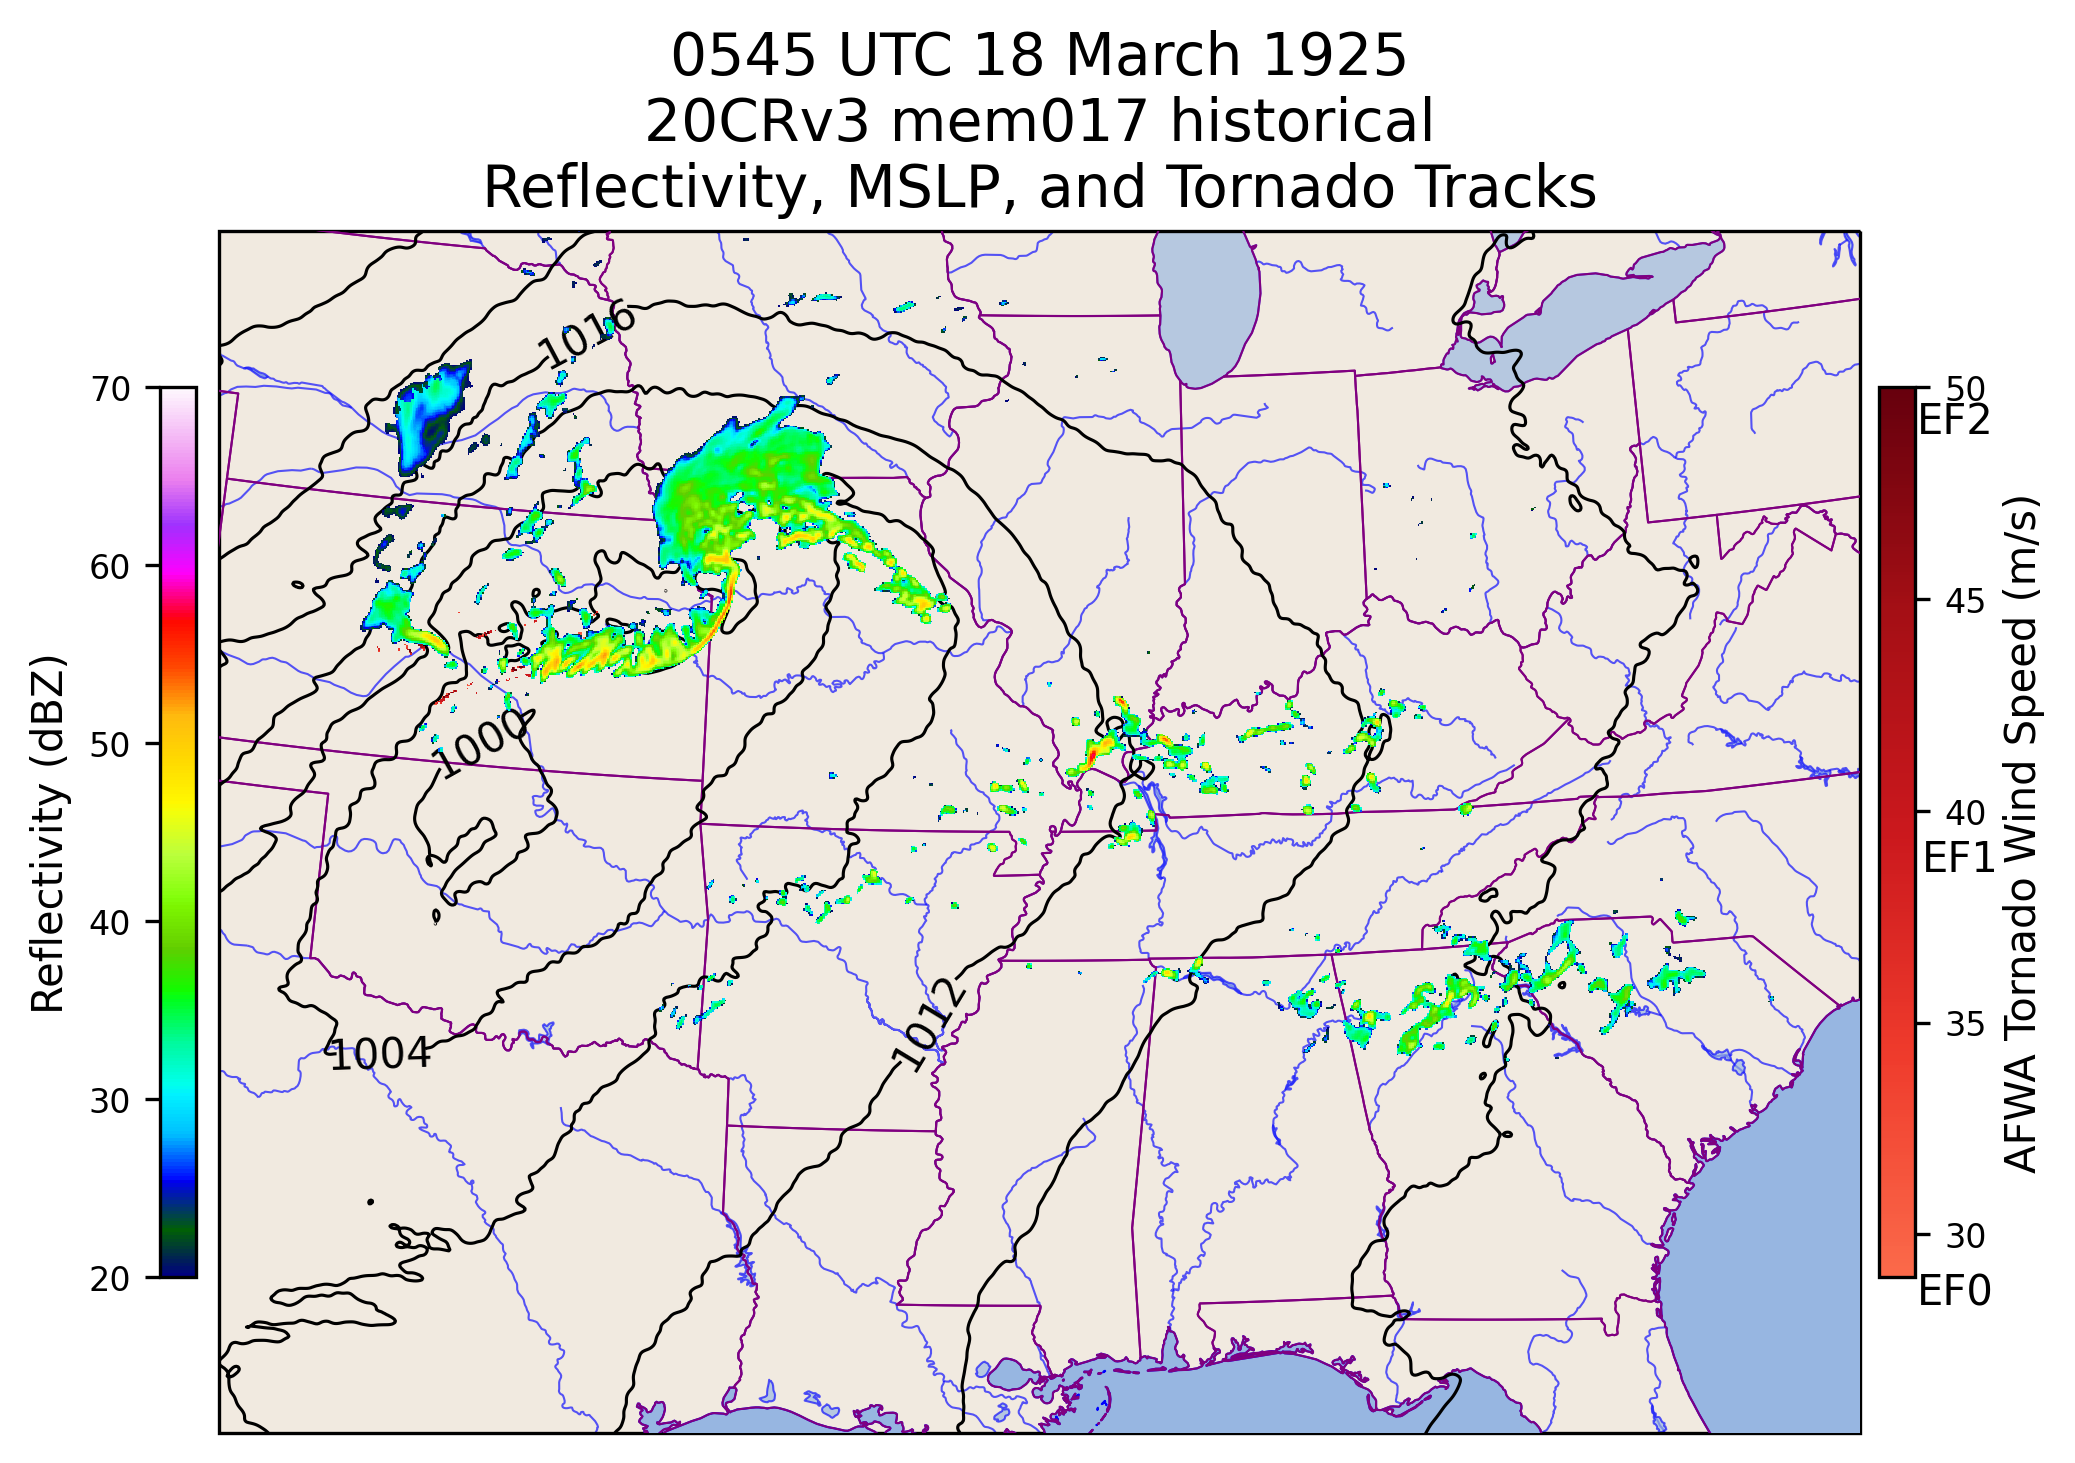 0545 UTC 18 March 1925
20CRv3 mem017 historical
Reflectivity, MSLP, and Tornado Tracks
Reflectivity (dBZ)
70
60
50
40
30
20
1016
1000
1004
1012
50
EF2
45
40
EF1
35
30
EF0
AFWA Tornado Wind Speed (m/s)